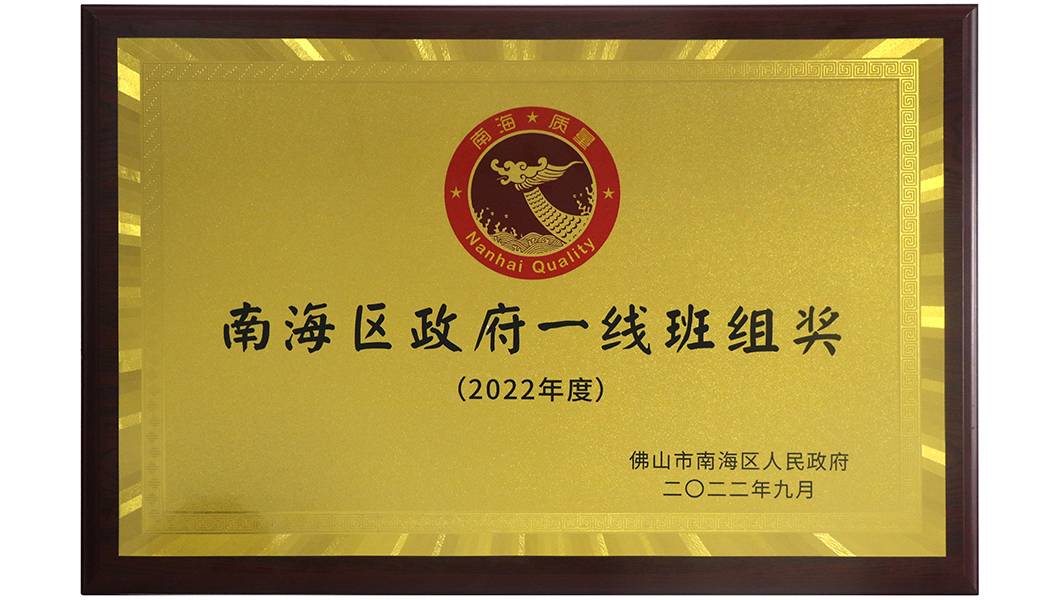 南海★质量
Nanhai Quality
南海区政府一线班组奖
（2022年度）
佛山市南海区人民政府
二〇二二年九月